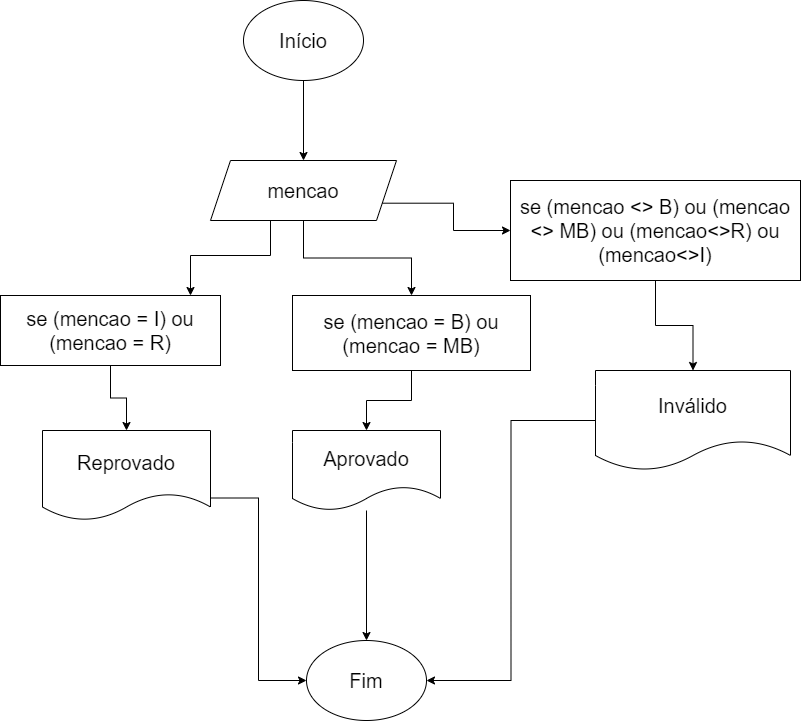 Início
mencao
se (mencao <> B) ou (mencao
<> MB) ou (mencao<>R) ou
(mencao<>I)
se (mencao = I) ou
(mencao = R)
se (mencao = B) ou
(mencao = MB)
Inválido
Reprovado
Aprovado
Fim